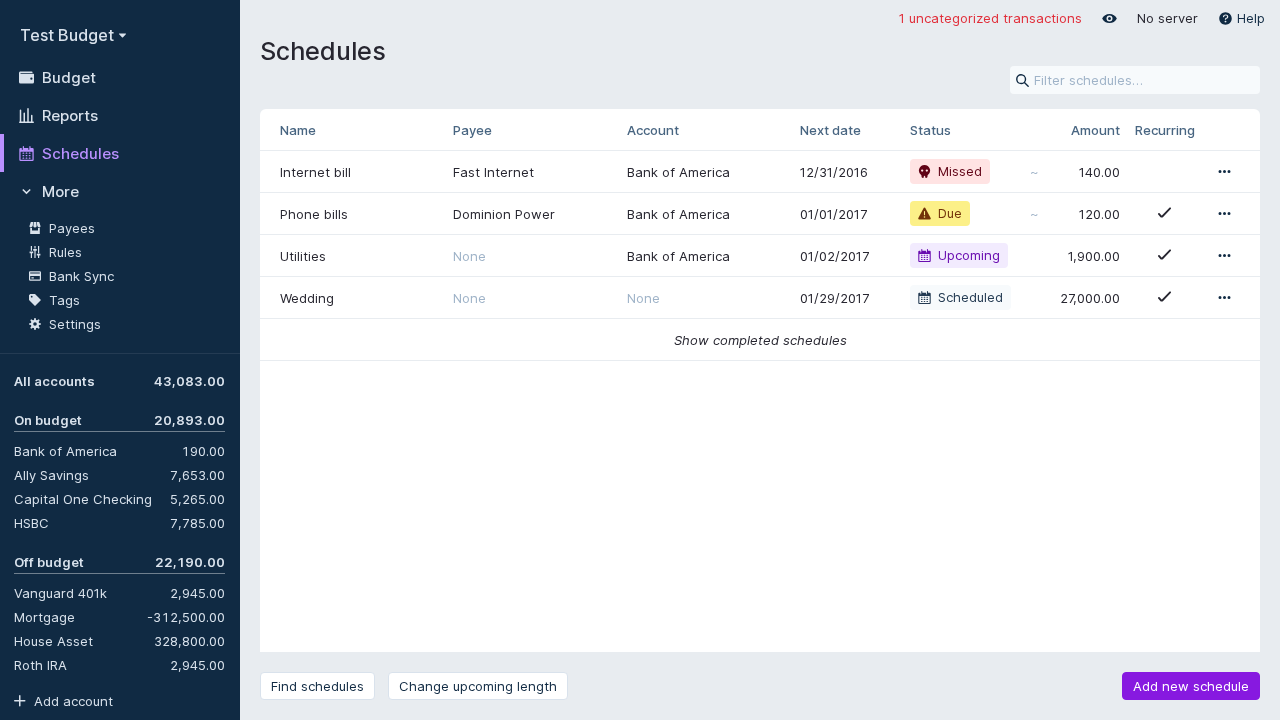 Test Budget
Budget
Reports
Schedules
More
Payees
Rules
Bank Sync
Tags
Settings
All accounts 43,083.00
On budget 20,893.00
Bank of America 190.00
Ally Savings 7,653.00
Capital One Checking 5,265.00
HSBC 7,785.00
Off budget 22,190.00
Vanguard 401k 2,945.00
Mortgage -312,500.00
House Asset 328,800.00
Roth IRA 2,945.00
Add account
1 uncategorized transactions No server Help
Schedules
Filter schedules...
Name Payee Account Next date Status Amount Recurring
Internet bill Fast Internet Bank of America 12/31/2016 Missed ~ 140.00
Phone bills Dominion Power Bank of America 01/01/2017 Due ~ 120.00
Utilities None Bank of America 01/02/2017 Upcoming 1,900.00
Wedding None None 01/29/2017 Scheduled 27,000.00
Show completed schedules
Find schedules Change upcoming length Add new schedule